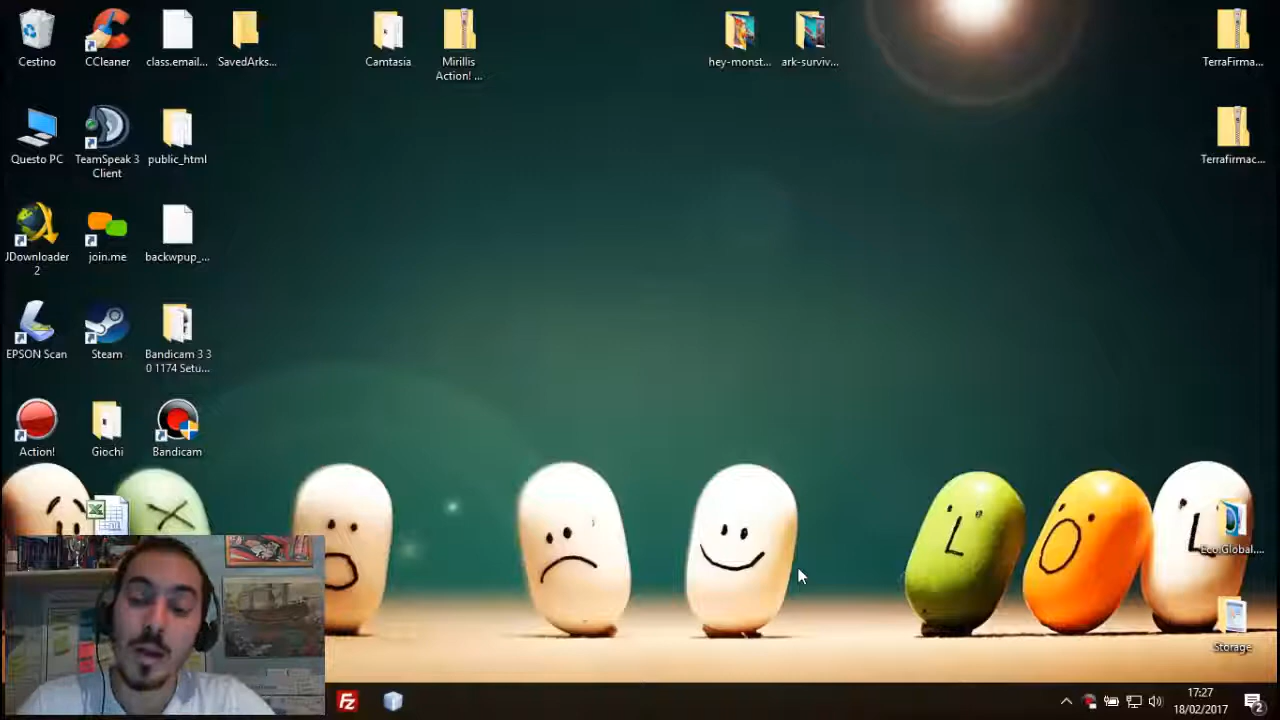 Cestino
CCleaner
class.email...
SavedArks...
Camtasia
Mirillis
Action! ...
hey-monst...
ark-surviv...
TerraFirma...
Questo PC
TeamSpeak 3
Client
public_html
Terrafirmac...
JDownloader
2
join.me
backwpup_...
EPSON Scan
Steam
Bandicam 3 3
0 1174 Setu...
Action!
Giochi
Bandicam
L
O
L
Eco.Global....
Storage
FZ
17:27
18/02/2017
2